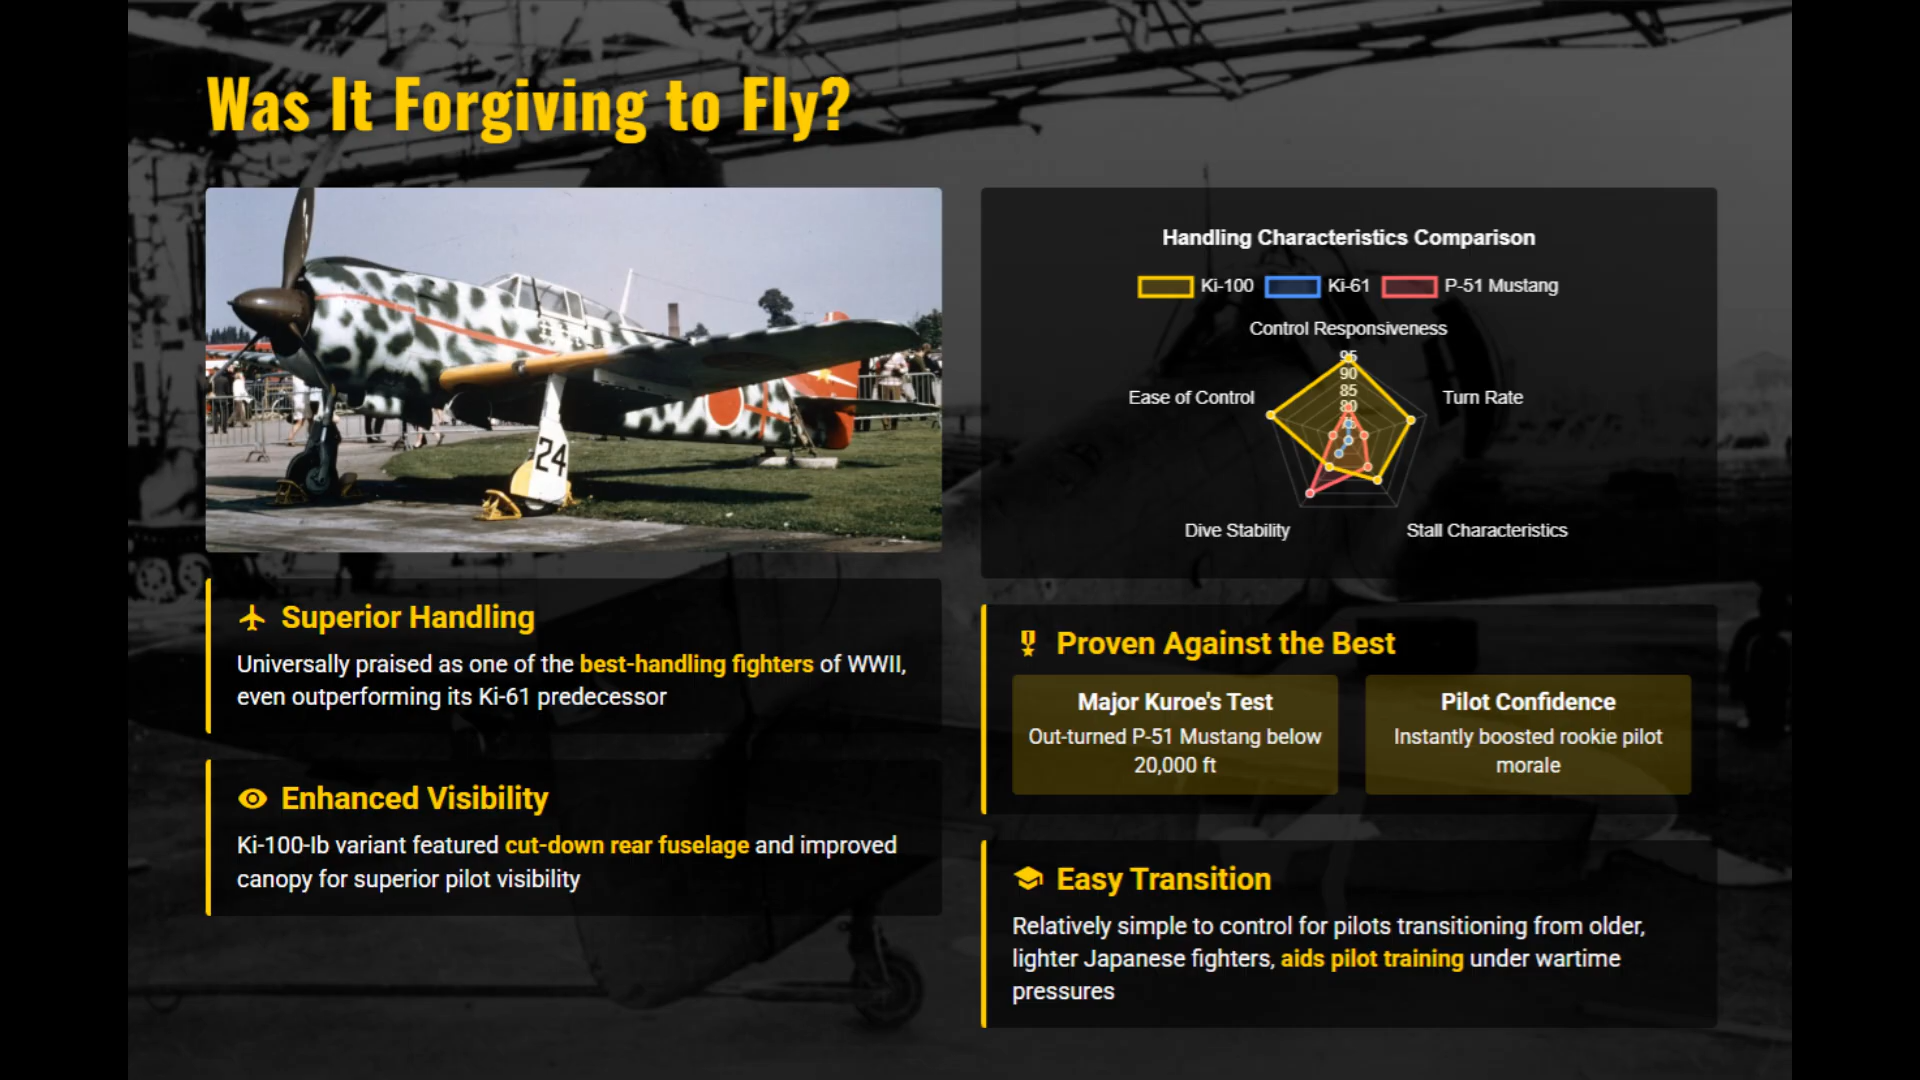 Was It Forgiving to Fly?
24
Superior Handling
Universally praised as one of the best-handling fighters of WWII,
even outperforming its Ki-61 predecessor
Enhanced Visibility
Ki-100-Ib variant featured cut-down rear fuselage and improved
canopy for superior pilot visibility
Handling Characteristics Comparison
Ki-100 Ki-61 P-51 Mustang
Control Responsiveness
95
90
85
80
Ease of Control
Turn Rate
Dive Stability
Stall Characteristics
Proven Against the Best
Major Kuroe's Test
Out-turned P-51 Mustang below
20,000 ft
Pilot Confidence
Instantly boosted rookie pilot
morale
Easy Transition
Relatively simple to control for pilots transitioning from older,
lighter Japanese fighters, aids pilot training under wartime
pressures